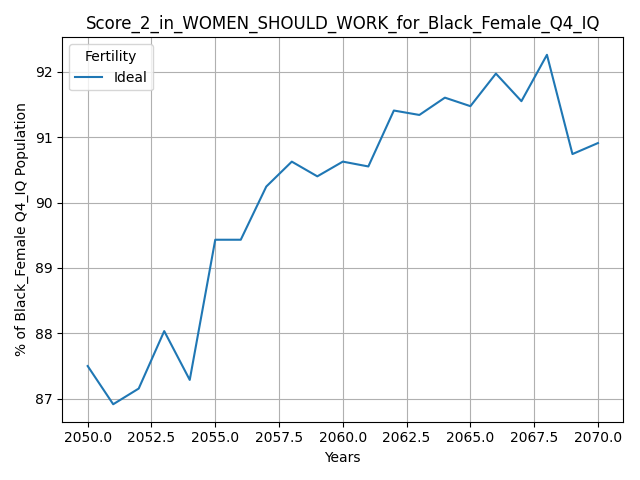 Score_2_in_WOMEN_SHOULD_WORK_for_Black_Female_Q4_IQ
Fertility
Ideal
% of Black_Female Q4_IQ Population
92
91
90
89
88
87
2050.0 2052.5 2055.0 2057.5 2060.0 2062.5 2065.0 2067.5 2070.0
Years